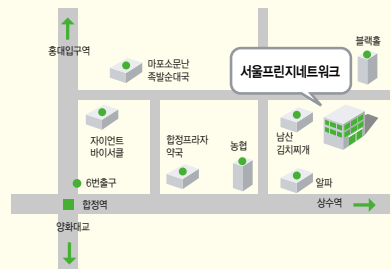 홍대입구역
마포소문난
족발순대국
블랙홀
서울프린지네트워크
자이언트
바이서클
합정프라자
약국
농협
남산
김치찌개
6번출구
알파
합정역
상수역
양화대교